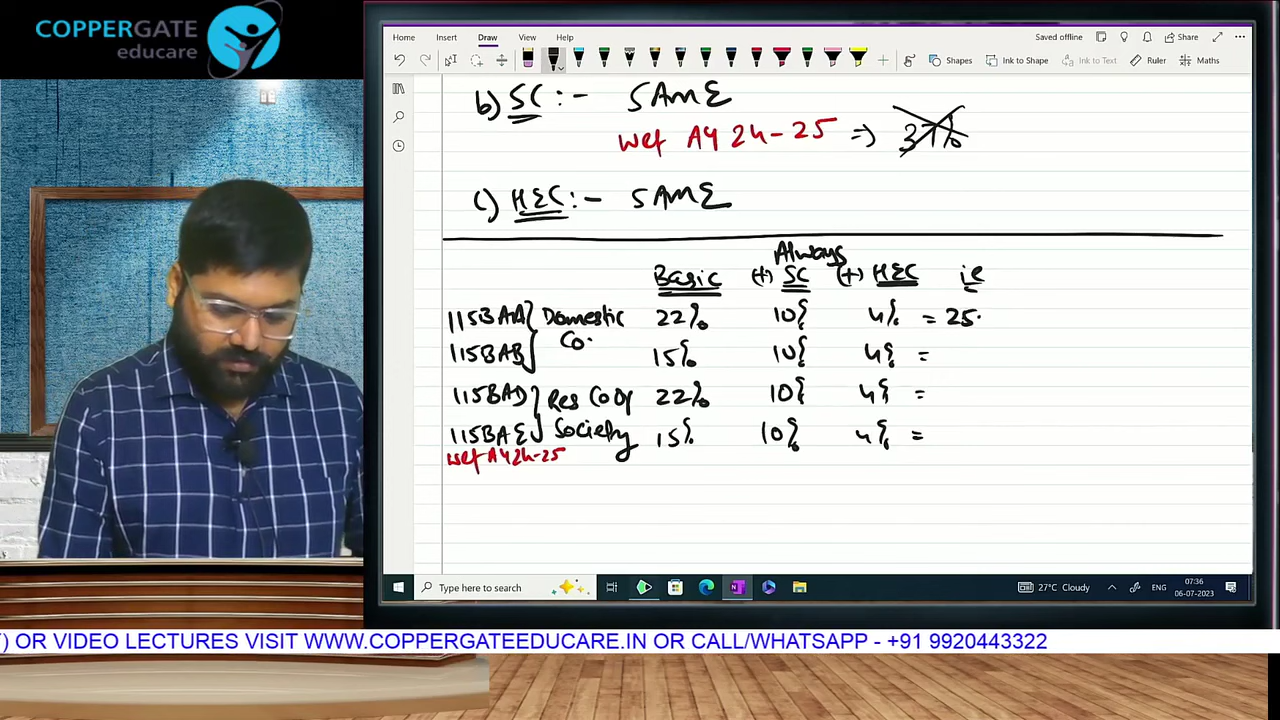 COPPERGATE
educare
Home Insert Draw View Help
Saved offline
Share
Shapes
Ink to Shape
Ink to Text
Ruler
Maths
b) SC :- SAME
wef AY 24-25 => 37%
c) HEC :- SAME
Always
Basic (+) SC (+) HEC ie
115BAA } Domestic 22% 10% 4% = 25.
Co.
115BAB 15% 10% 4% =
115BAD } Res CoOp 22% 10% 4% =
115BAE Society 15% 10% 4% =
wef AY 24-25
Type here to search
27°C Cloudy
ENG
07:36
06-07-2023
) OR VIDEO LECTURES VISIT WWW.COPPERGATEEDUCARE.IN OR CALL/WHATSAPP - +91 9920443322